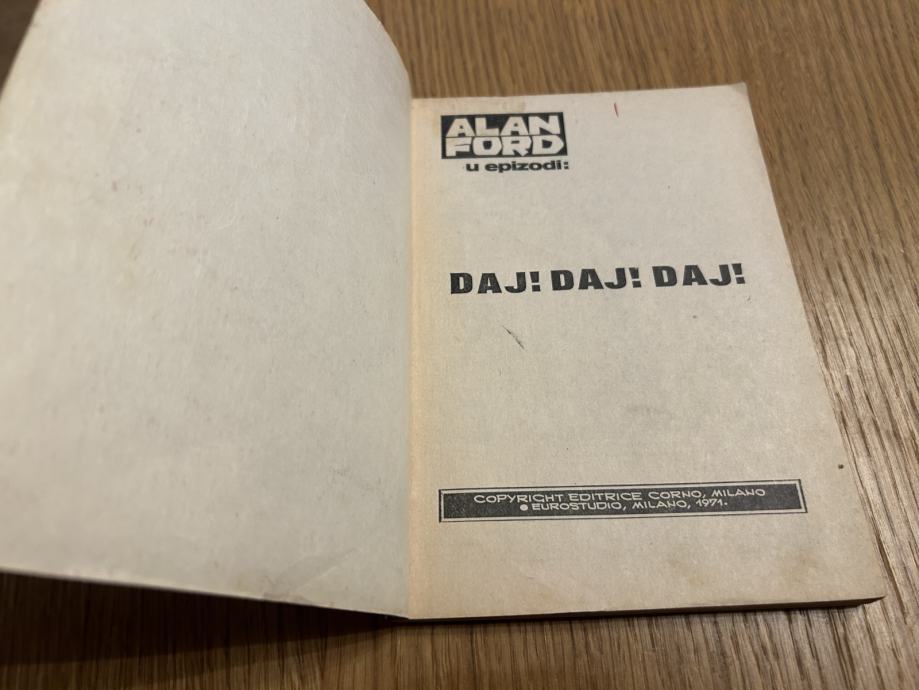 ALAN
FORD
u epizodi:
DAJ! DAJ! DAJ!
COPYRIGHT EDITRICE CORNO, MILANO
● EUROSTUDIO, MILANO, 1971.